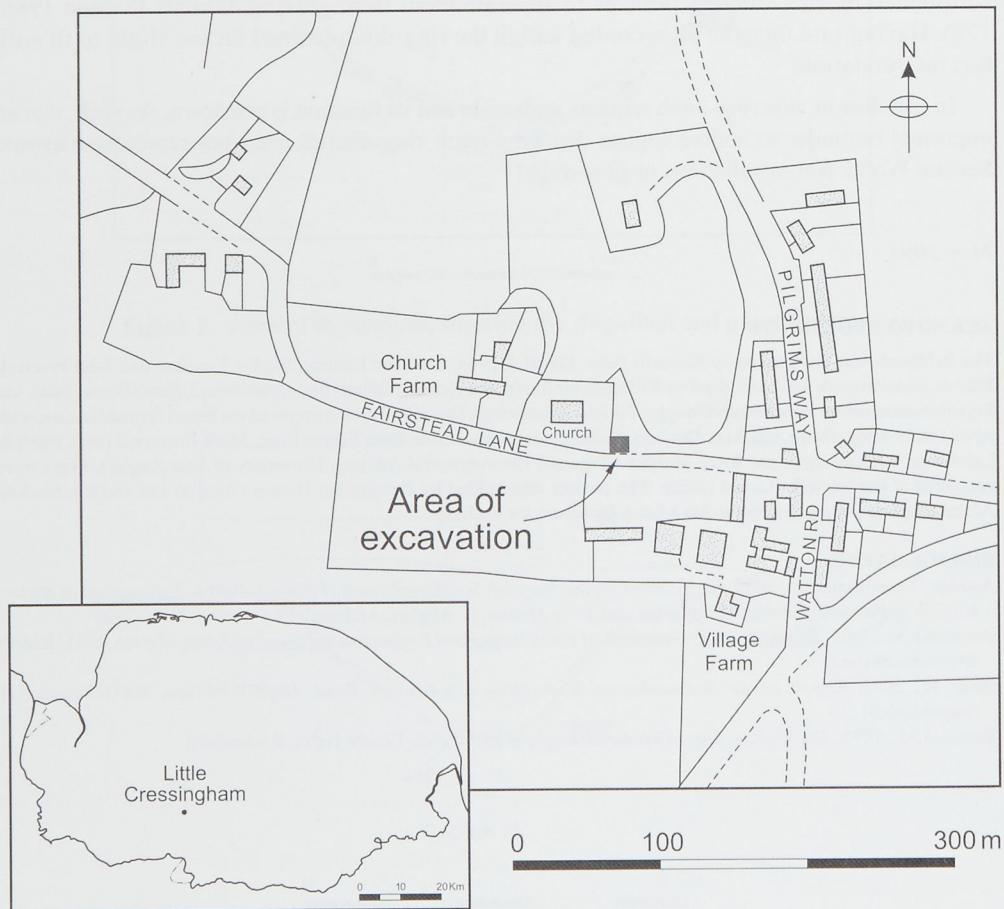 N
PILGRIMS WAY
Church
Farm
FAIRSTEAD LANE
Church
Area of
excavation
WATTON RD
Village
Farm
Little
Cressingham
0 10 20Km
0 100 300 m